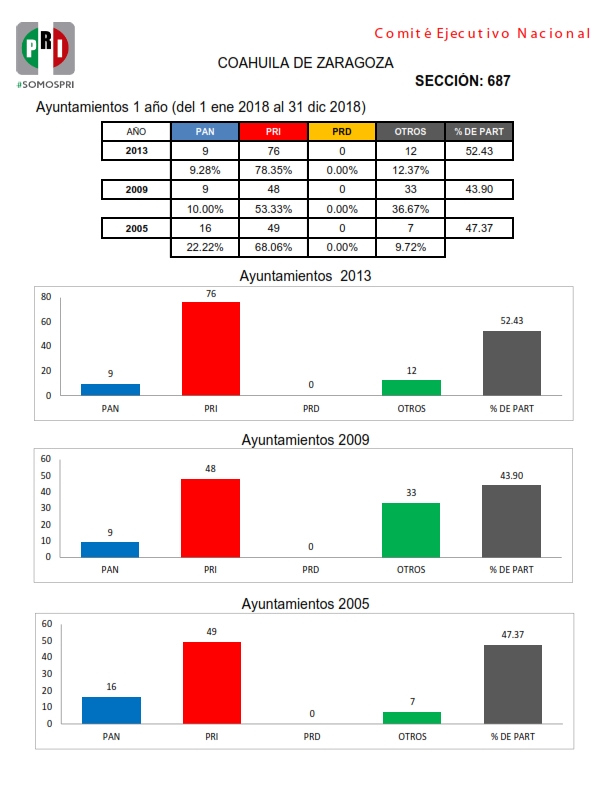 Comité Ejecutivo Nacional
PRI
#SOMOSPRI
COAHUILA DE ZARAGOZA
SECCIÓN: 687
Ayuntamientos 1 año (del 1 ene 2018 al 31 dic 2018)
AÑO PAN PRI PRD OTROS % DE PART
2013 9 76 0 12 52.43
9.28% 78.35% 0.00% 12.37%
2009 9 48 0 33 43.90
10.00% 53.33% 0.00% 36.67%
2005 16 49 0 7 47.37
22.22% 68.06% 0.00% 9.72%
Ayuntamientos 2013
80
60
40
20
0
9 76 0 12 52.43
PAN PRI PRD OTROS % DE PART
Ayuntamientos 2009
60
50
40
30
20
10
0
9 48 0 33 43.90
PAN PRI PRD OTROS % DE PART
Ayuntamientos 2005
60
50
40
30
20
10
0
16 49 0 7 47.37
PAN PRI PRD OTROS % DE PART